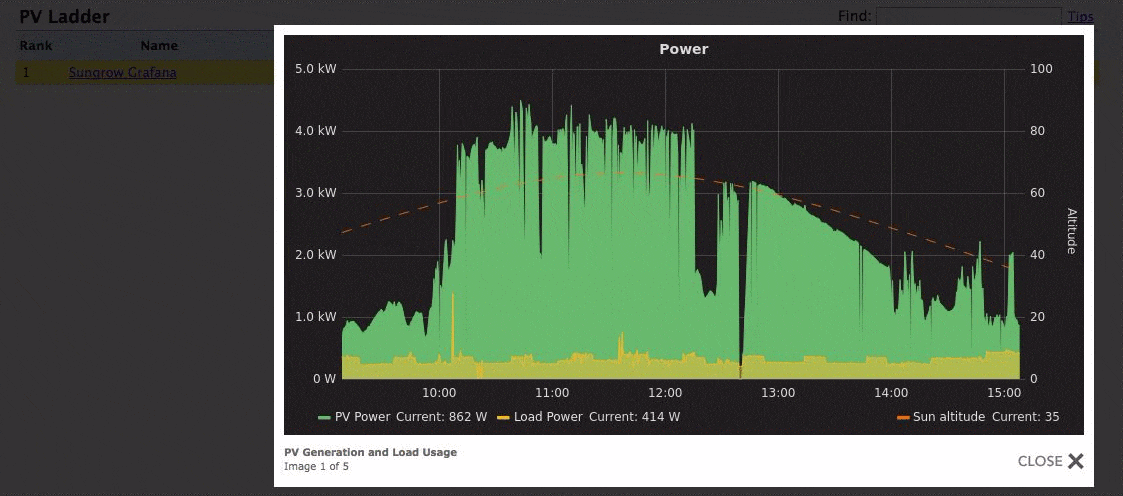 PV Ladder
Find:
Tips
Rank Name
1 Sungrow Grafana
Power
5.0 kW 100
4.0 kW 80
3.0 kW 60
2.0 kW 40
1.0 kW 20
0 W 0
Altitude
10:00 11:00 12:00 13:00 14:00 15:00
PV Power Current: 862 W Load Power Current: 414 W Sun altitude Current: 35
PV Generation and Load Usage
Image 1 of 5
CLOSE X